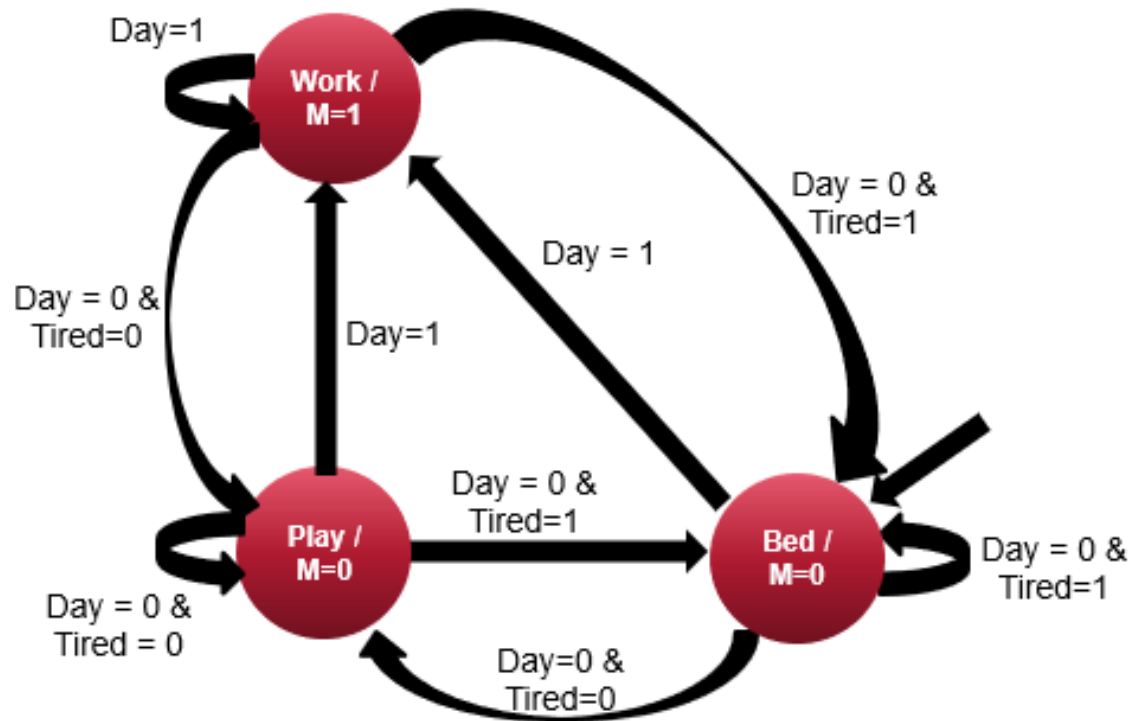 Day=1
Work /
M=1
Day = 0 &
Tired=1
Day = 1
Day = 0 &
Tired=0
Day=1
Day = 0 &
Tired=1
Play /
M=0
Bed /
M=0
Day = 0 &
Tired=1
Day = 0 &
Tired = 0
Day=0 &
Tired=0